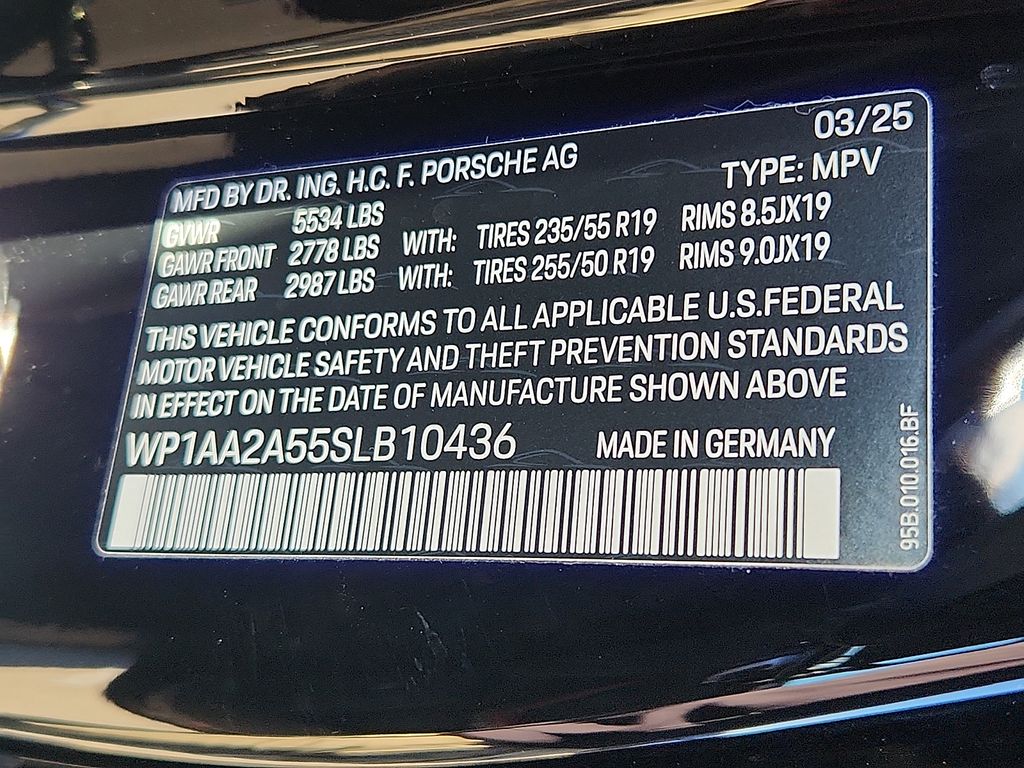 03/25
MFD BY DR. ING. H.C. F. PORSCHE AG TYPE: MPV
GVWR 5534 LBS
GAWR FRONT 2778 LBS WITH: TIRES 235/55 R19 RIMS 8.5JX19
GAWR REAR 2987 LBS WITH: TIRES 255/50 R19 RIMS 9.0JX19
THIS VEHICLE CONFORMS TO ALL APPLICABLE U.S.FEDERAL
MOTOR VEHICLE SAFETY AND THEFT PREVENTION STANDARDS
IN EFFECT ON THE DATE OF MANUFACTURE SHOWN ABOVE
WP1AA2A55SLB10436 MADE IN GERMANY
95B.010.016.BF